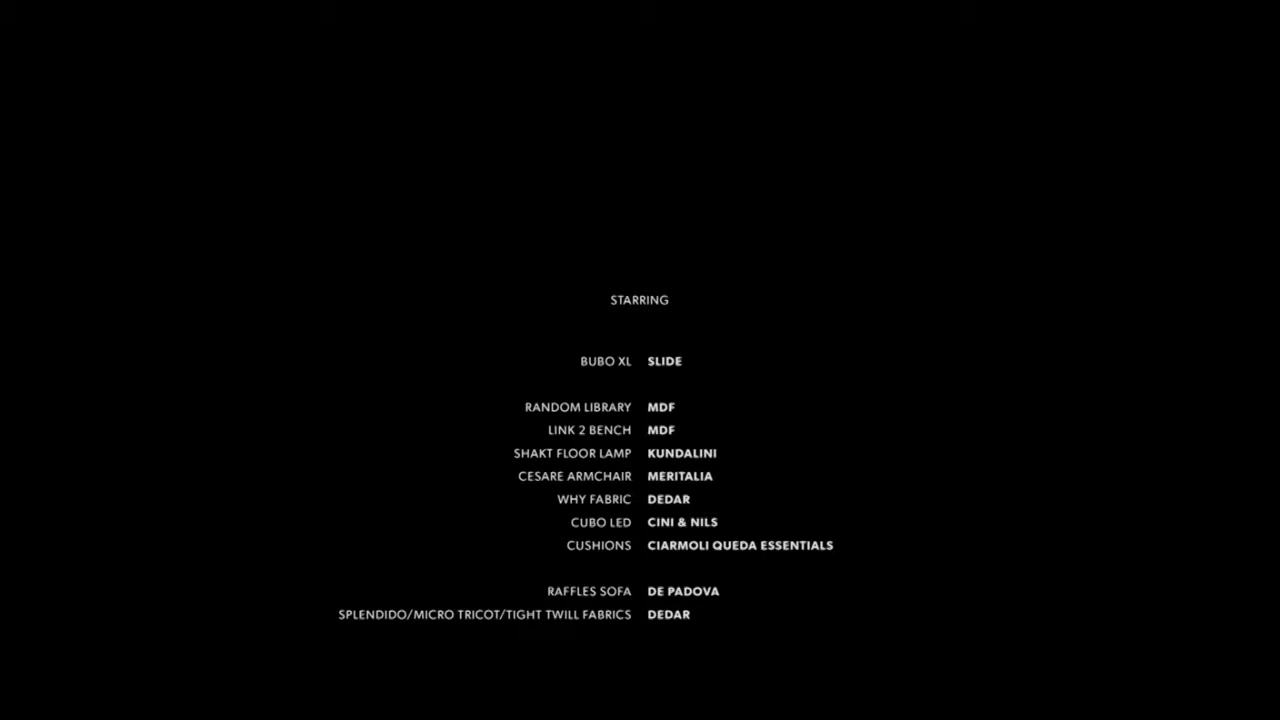 STARRING
BUBO XL SLIDE
RANDOM LIBRARY MDF
LINK 2 BENCH MDF
SHAKT FLOOR LAMP KUNDALINI
CESARE ARMCHAIR MERITALIA
WHY FABRIC DEDAR
CUBO LED CINI & NILS
CUSHIONS CIARMOLI QUEDA ESSENTIALS
RAFFLES SOFA DE PADOVA
SPLENDIDO/MICRO TRICOT/TIGHT TWILL FABRICS DEDAR